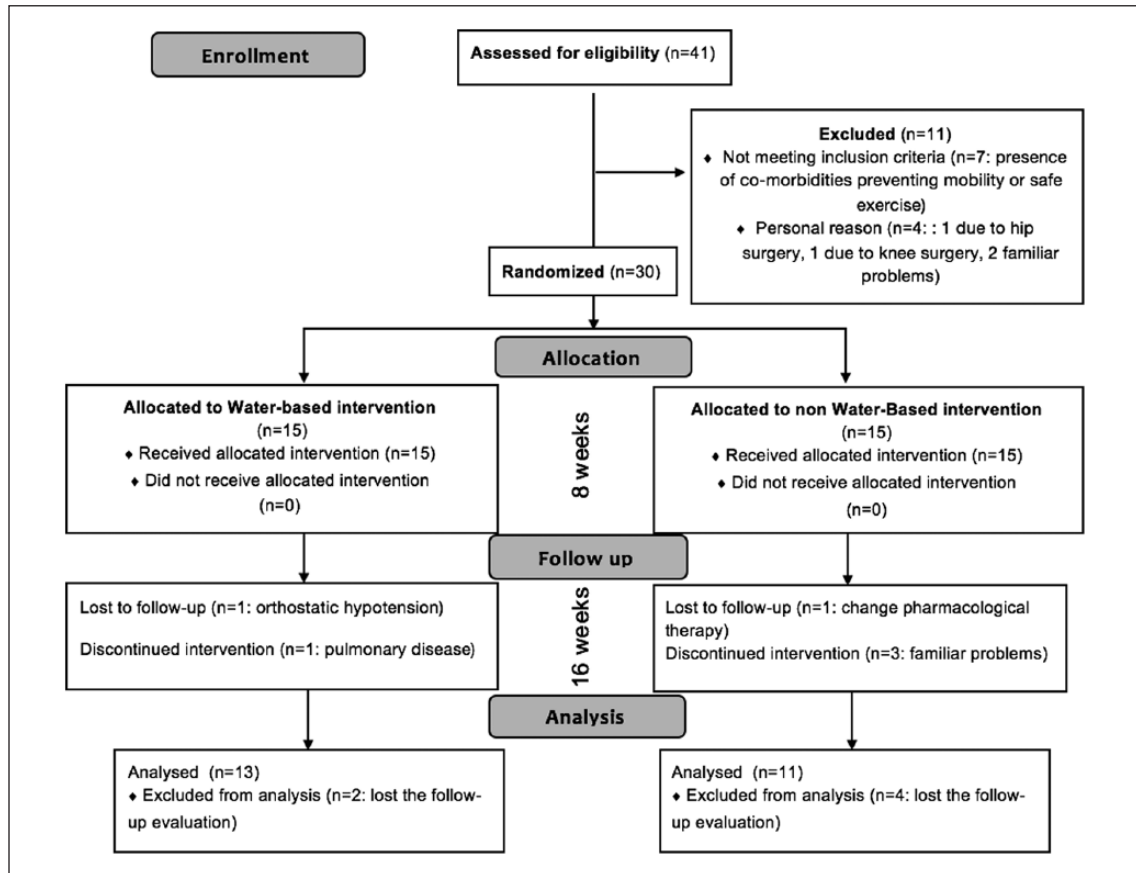 Enrollment
Assessed for eligibility (n=41)
Excluded (n=11)
♦ Not meeting inclusion criteria (n=7: presence
of co-morbidities preventing mobility or safe
exercise)
♦ Personal reason (n=4: : 1 due to hip
surgery, 1 due to knee surgery, 2 familiar
problems)
Randomized (n=30)
Allocation
Allocated to Water-based intervention
(n=15)
♦ Received allocated intervention (n=15)
♦ Did not receive allocated intervention
(n=0)
8 weeks
Allocated to non Water-Based intervention
(n=15)
♦ Received allocated intervention (n=15)
♦ Did not receive allocated intervention
(n=0)
Follow up
Lost to follow-up (n=1: orthostatic hypotension)
Discontinued intervention (n=1: pulmonary disease)
16 weeks
Lost to follow-up (n=1: change pharmacological
therapy)
Discontinued intervention (n=3: familiar problems)
Analysis
Analysed (n=13)
♦ Excluded from analysis (n=2: lost the follow-
up evaluation)
Analysed (n=11)
♦ Excluded from analysis (n=4: lost the follow-
up evaluation)